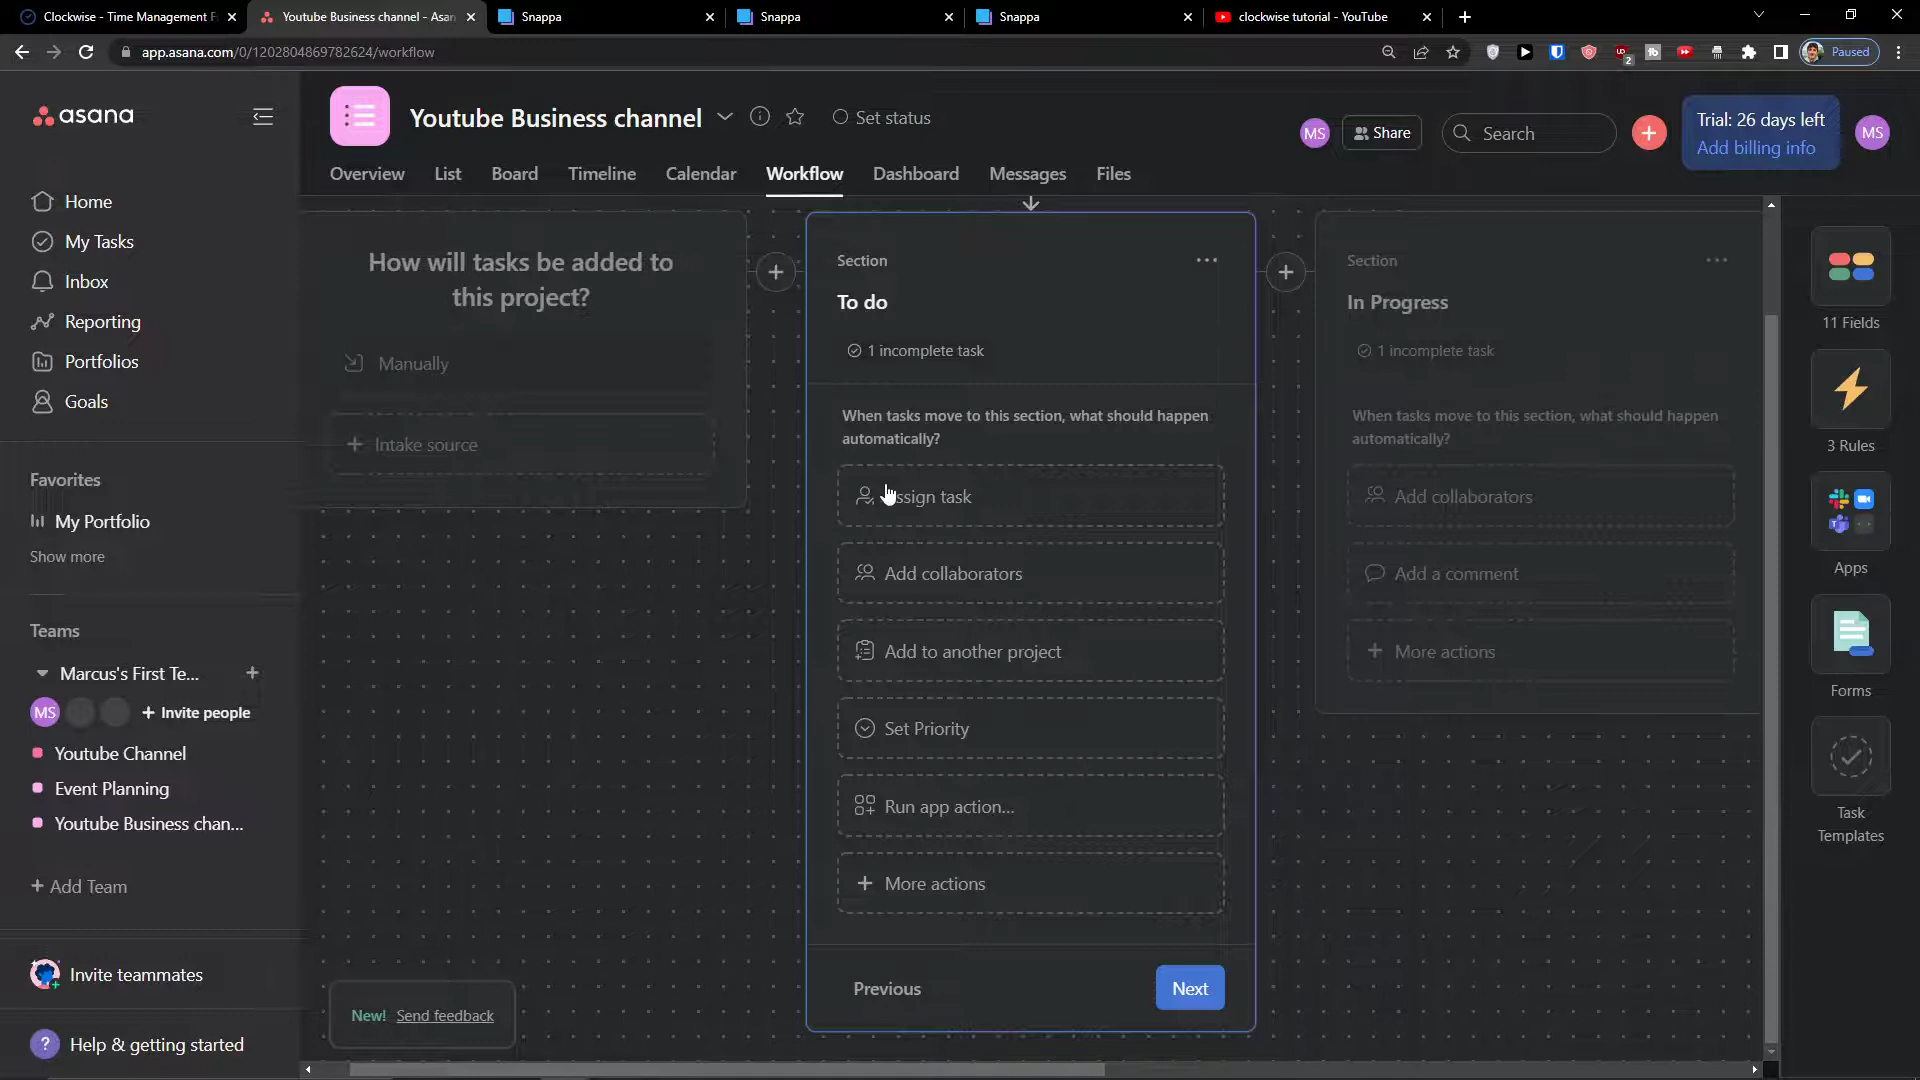 Clockwise - Time Management F
Youtube Business channel - Asan
Snappa
Snappa
Snappa
clockwise tutorial - YouTube
app.asana.com/0/1202804869782624/workflow
2
Paused
asana
Youtube Business channel
Set status
MS
Share
Search
Trial: 26 days left
Add billing info
MS
Overview
List
Board
Timeline
Calendar
Workflow
Dashboard
Messages
Files
Home
My Tasks
Inbox
Reporting
Portfolios
Goals
Favorites
My Portfolio
Show more
Teams
Marcus's First Te...
MS
+ Invite people
Youtube Channel
Event Planning
Youtube Business chan...
+ Add Team
Invite teammates
? Help & getting started
How will tasks be added to
this project?
Manually
+ Intake source
New! Send feedback
Section
To do
1 incomplete task
When tasks move to this section, what should happen
automatically?
ssign task
Add collaborators
Add to another project
Set Priority
Run app action...
+ More actions
Previous
Next
Section
In Progress
1 incomplete task
When tasks move to this section, what should happen
automatically?
Add collaborators
Add a comment
+ More actions
11 Fields
3 Rules
Apps
Forms
Task
Templates